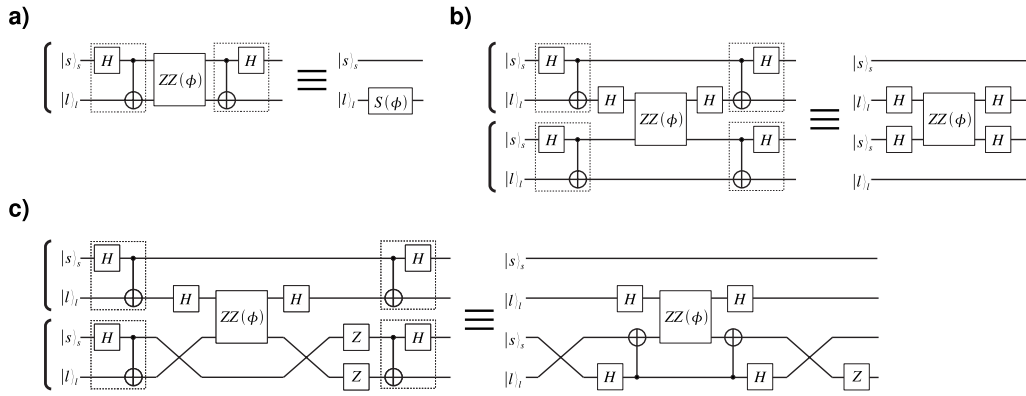 a)
|s⟩ₛ H ZZ(ϕ) H ≡ |s⟩ₛ
|l⟩ₗ |l⟩ₗ S(ϕ)
b)
|s⟩ₛ H H |s⟩ₛ
|l⟩ₗ H ZZ(ϕ) H ≡ |l⟩ₗ H ZZ(ϕ) H
|s⟩ₛ H H |s⟩ₛ H H
|l⟩ₗ |l⟩ₗ
c)
|s⟩ₛ H H |s⟩ₛ
|l⟩ₗ H ZZ(ϕ) H ≡ |l⟩ₗ H ZZ(ϕ) H
|s⟩ₛ H Z H |s⟩ₛ
|l⟩ₗ Z |l⟩ₗ H H Z